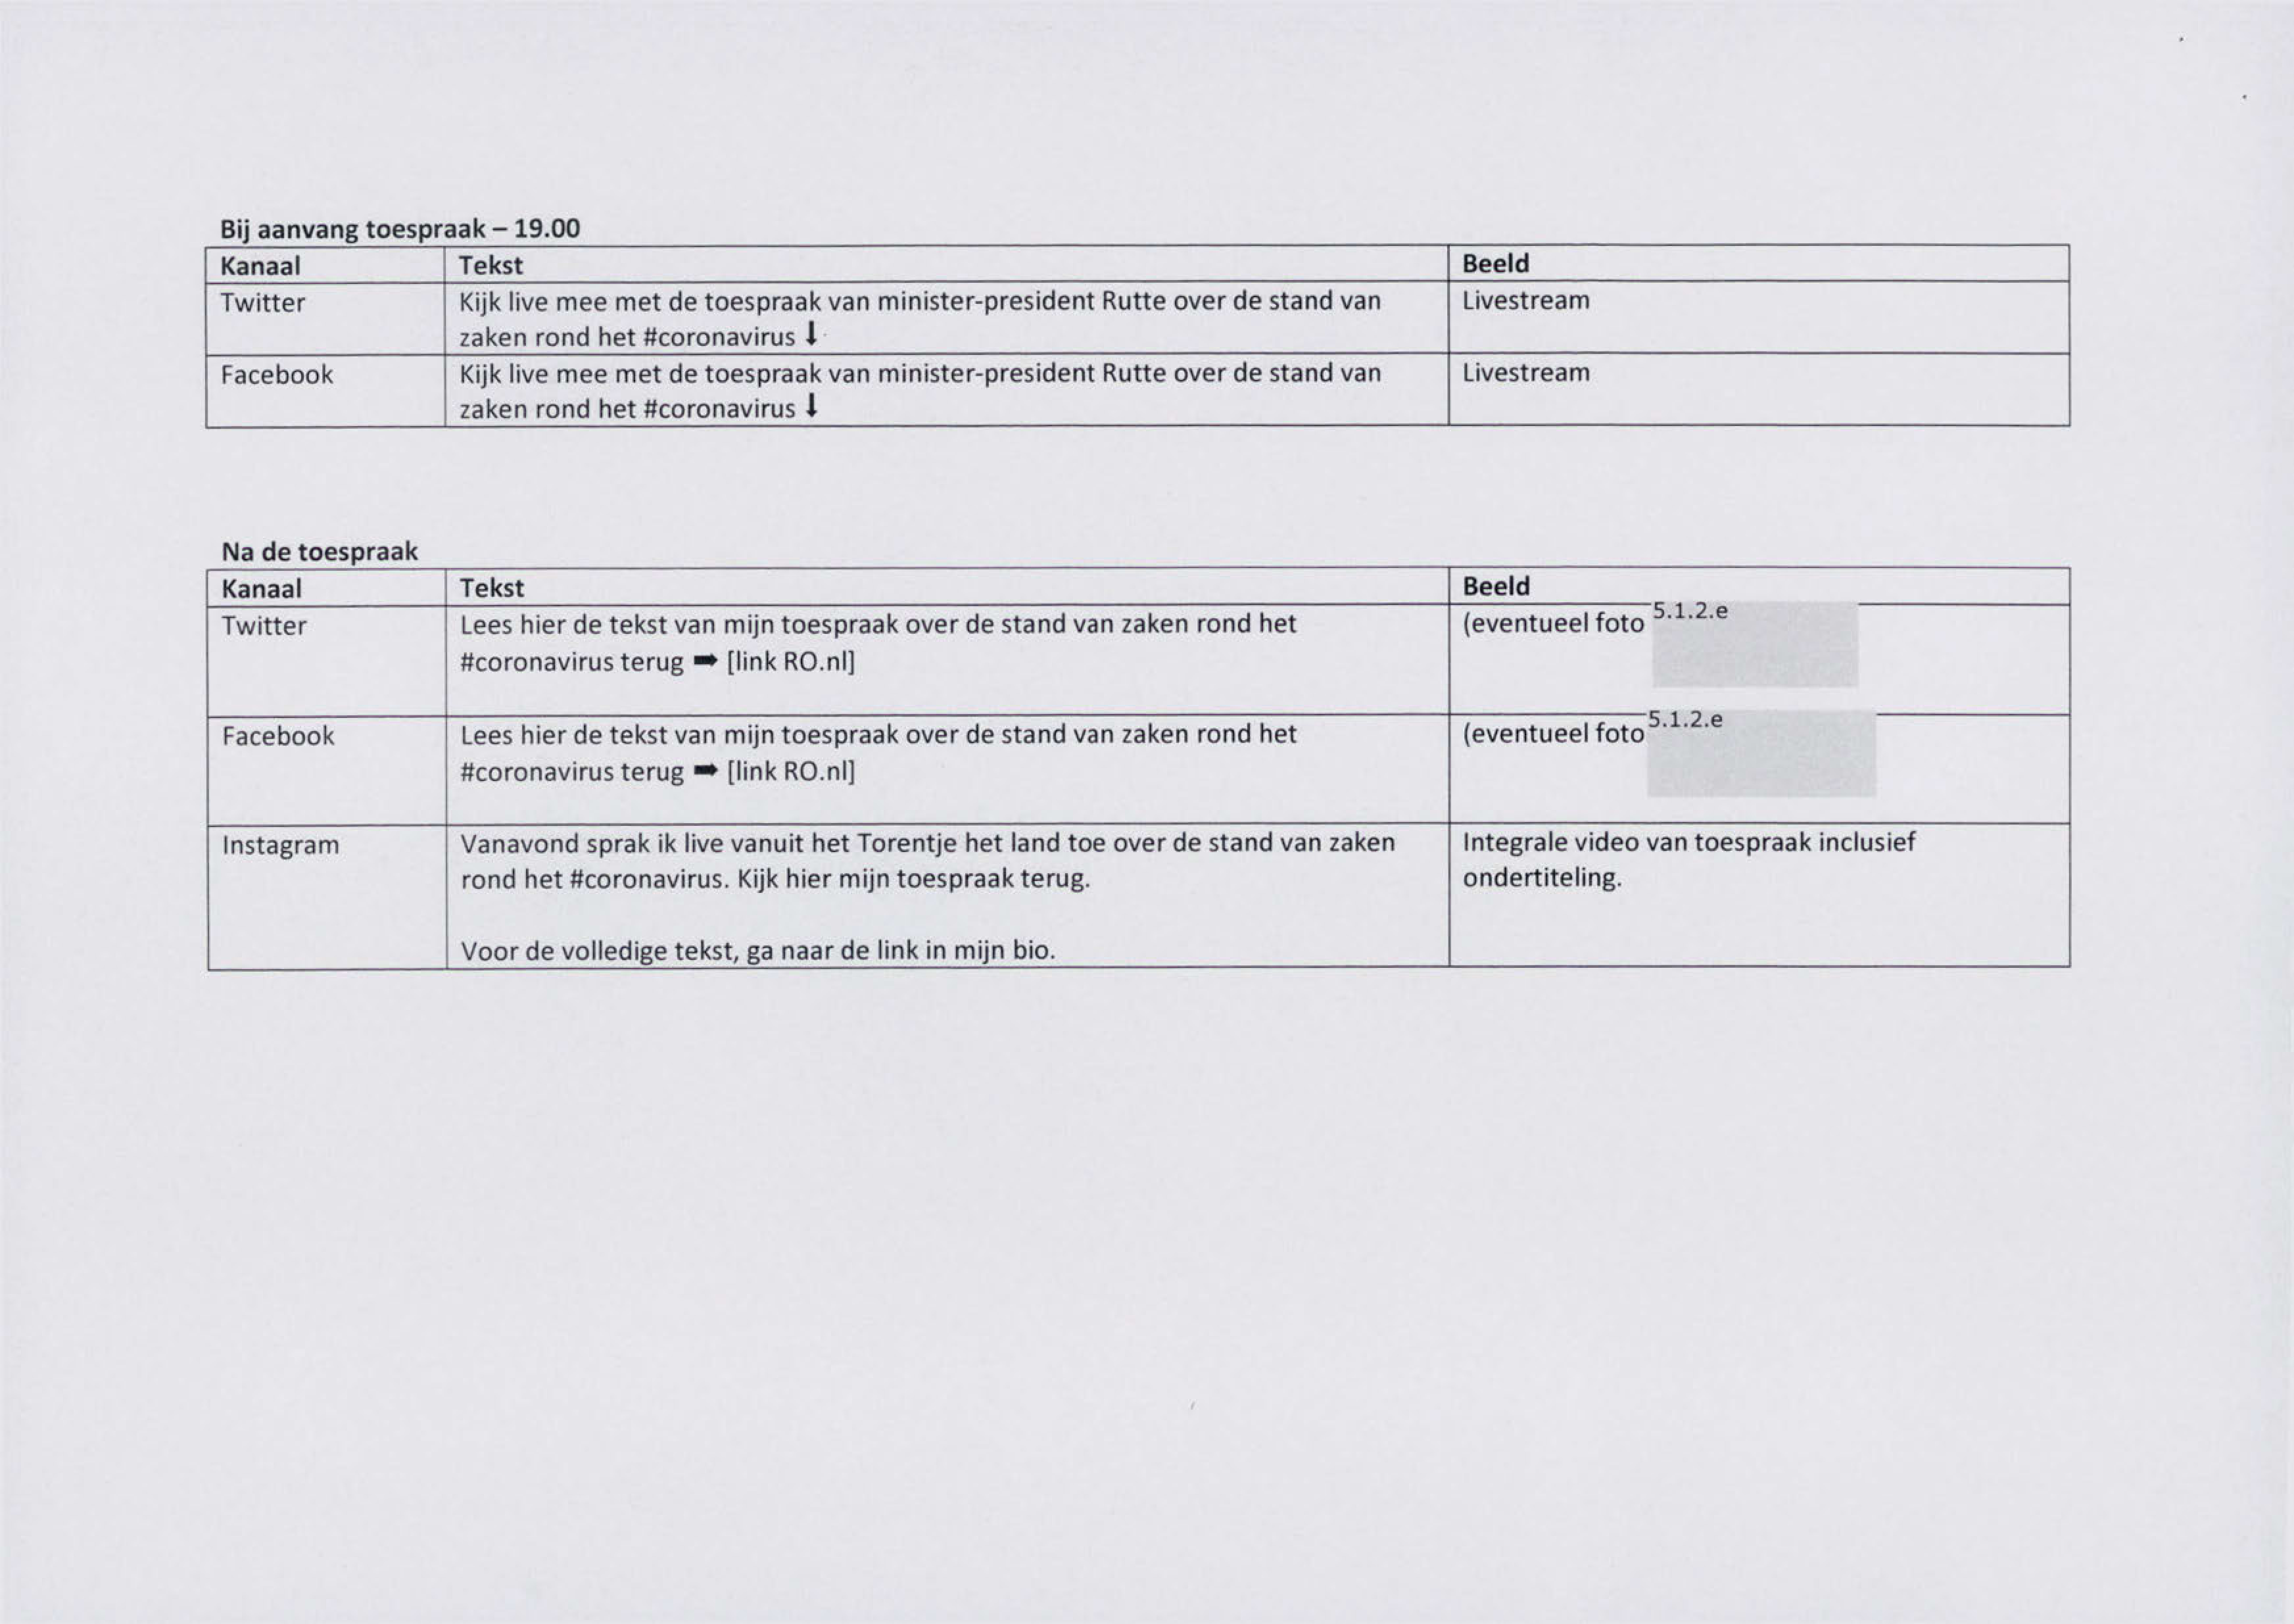 Bij aanvang toespraak – 19.00
Kanaal Tekst Beeld
Twitter Kijk live mee met de toespraak van minister-president Rutte over de stand van Livestream
zaken rond het #coronavirus ⬇
Facebook Kijk live mee met de toespraak van minister-president Rutte over de stand van Livestream
zaken rond het #coronavirus ⬇
Na de toespraak
Kanaal Tekst Beeld
Twitter Lees hier de tekst van mijn toespraak over de stand van zaken rond het (eventueel foto 5.1.2.e
#coronavirus terug ➡ [link RO.nl]
Facebook Lees hier de tekst van mijn toespraak over de stand van zaken rond het (eventueel foto 5.1.2.e
#coronavirus terug ➡ [link RO.nl]
Instagram Vanavond sprak ik live vanuit het Torentje het land toe over de stand van zaken Integrale video van toespraak inclusief
rond het #coronavirus. Kijk hier mijn toespraak terug. ondertiteling.
Voor de volledige tekst, ga naar de link in mijn bio.